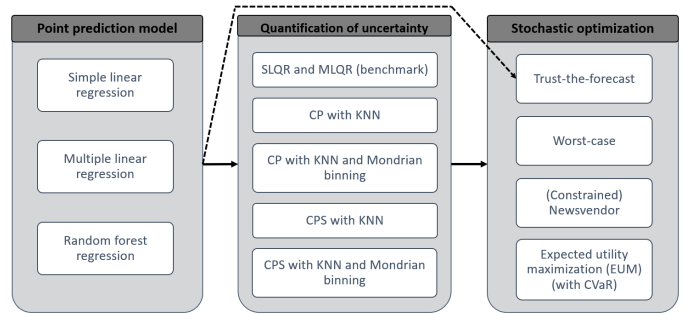 Point prediction model
Simple linear
regression
Multiple linear
regression
Random forest
regression
Quantification of uncertainty
SLQR and MLQR (benchmark)
CP with KNN
CP with KNN and Mondrian
binning
CPS with KNN
CPS with KNN and Mondrian
binning
Stochastic optimization
Trust-the-forecast
Worst-case
(Constrained)
Newsvendor
Expected utility
maximization (EUM)
(with CVaR)